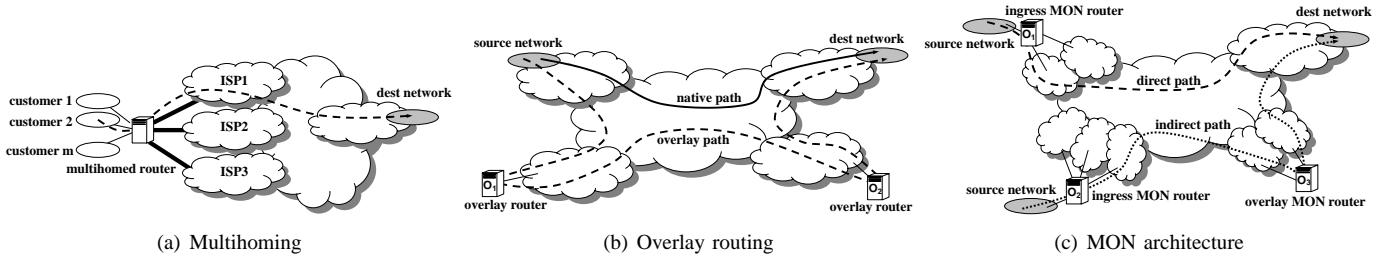 ISP1
customer 1
dest network
customer 2
ISP2
customer m
ISP3
multihomed router
(a) Multihoming
source network
dest network
native path
overlay path
O1
O2
overlay router
overlay router
(b) Overlay routing
ingress MON router
O1
dest network
source network
direct path
indirect path
source network
O2
ingress MON router
O3
overlay MON router
(c) MON architecture